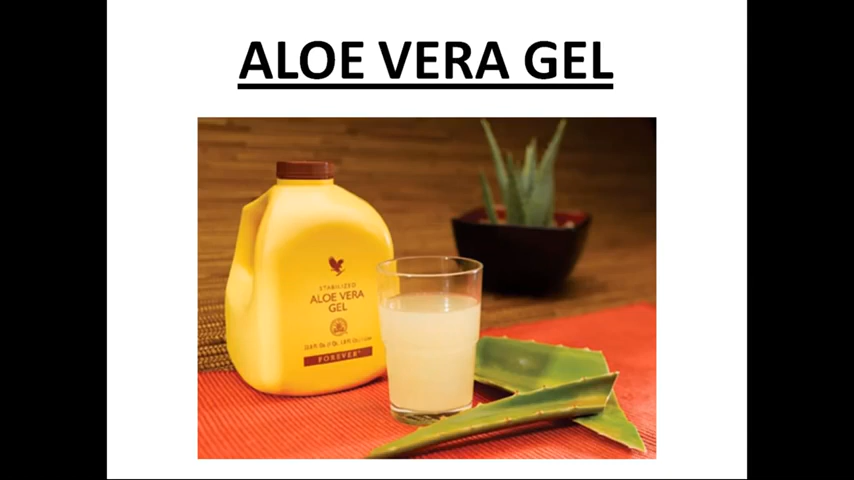 ALOE VERA GEL
STABILIZED
ALOE VERA
GEL
FOREVER